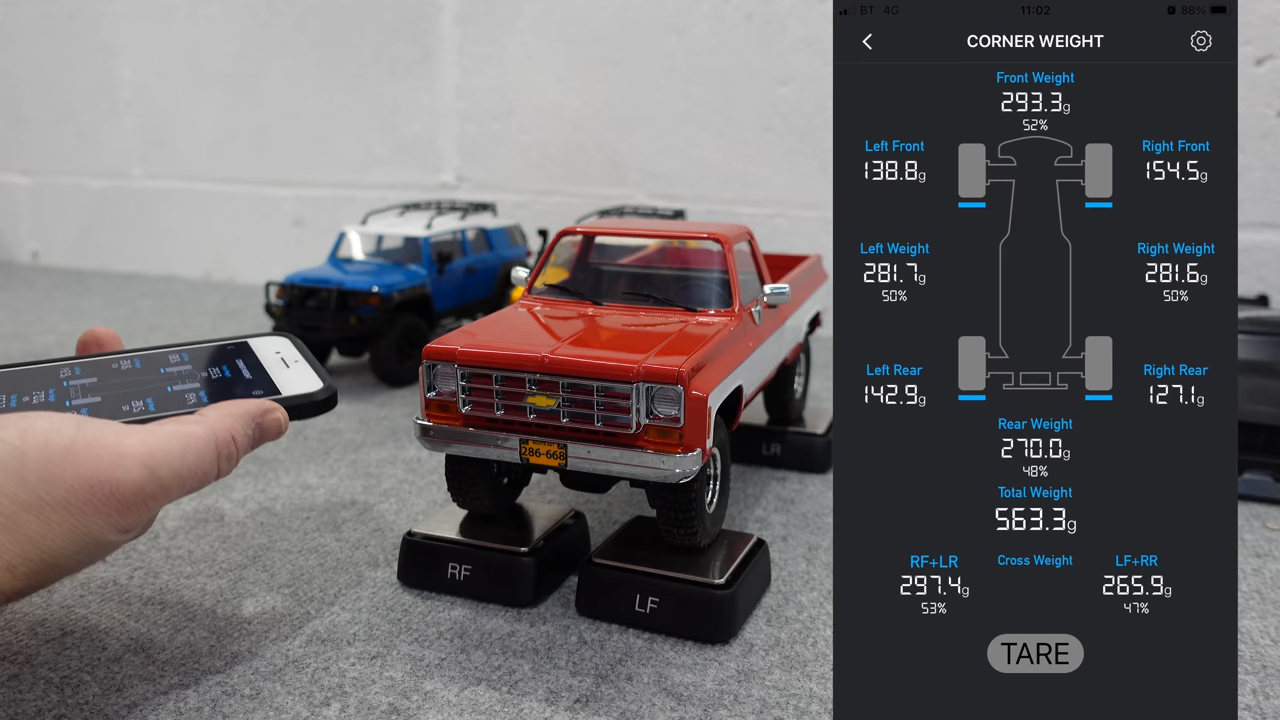 BT 4G 11:02 88%
CORNER WEIGHT
Front Weight
293.3g
52%
Left Front
138.8g
Right Front
154.5g
Left Weight
281.7g
50%
Right Weight
281.6g
50%
Left Rear
142.9g
Right Rear
127.1g
Rear Weight
270.0g
48%
Total Weight
563.3g
RF+LR Cross Weight LF+RR
297.4g 265.9g
53% 47%
TARE
286-668
LR
RF
LF